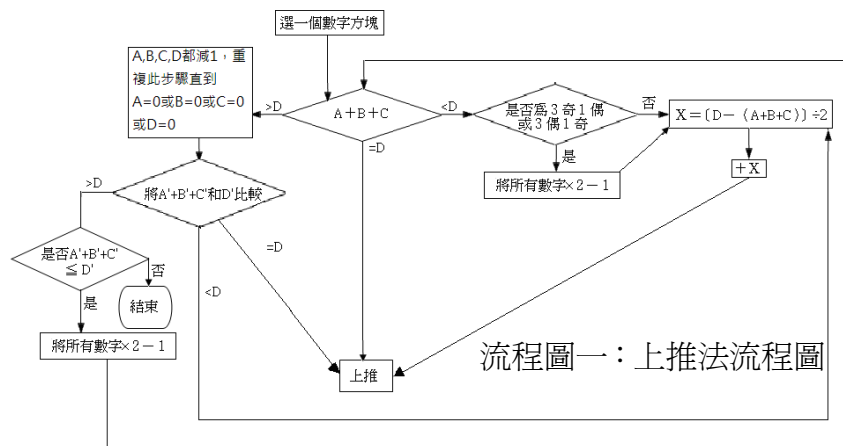 選一個數字方塊
A,B,C,D都減1，重
複此步驟直到
A=0或B=0或C=0
或D=0
>D
A＋B＋C
<D
是否為３奇１偶
或３偶１奇
否
X＝〔D－（A+B+C）〕÷2
=D
是
將所有數字×２－１
＋X
>D
將A'+B'+C'和D'比較
是否A'+B'+C'
≦ D'
否
=D
<D
是
結束
將所有數字×２－１
上推
流程圖一：上推法流程圖